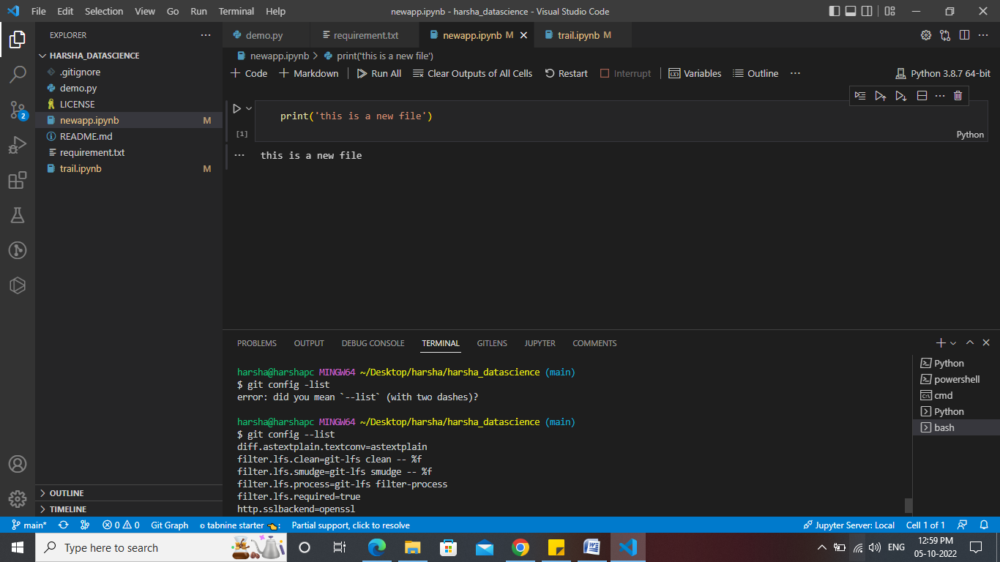 File Edit Selection View Go Run Terminal Help newapp.ipynb - harsha_datascience - Visual Studio Code
EXPLORER
HARSHA_DATASCIENCE
.gitignore
demo.py
LICENSE
newapp.ipynb M
README.md
requirement.txt
trail.ipynb M
OUTLINE
TIMELINE
2
demo.py requirement.txt newapp.ipynb M trail.ipynb M
newapp.ipynb > print('this is a new file')
+ Code + Markdown Run All Clear Outputs of All Cells Restart Interrupt Variables Outline ... Python 3.8.7 64-bit
print('this is a new file')
[1]
Python
this is a new file
PROBLEMS OUTPUT DEBUG CONSOLE TERMINAL GITLENS JUPYTER COMMENTS
harsha@harshapc MINGW64 ~/Desktop/harsha/harsha_datascience (main)
$ git config -list
error: did you mean `--list` (with two dashes)?
harsha@harshapc MINGW64 ~/Desktop/harsha/harsha_datascience (main)
$ git config --list
diff.astextplain.textconv=astextplain
filter.lfs.clean=git-lfs clean -- %f
filter.lfs.smudge=git-lfs smudge -- %f
filter.lfs.process=git-lfs filter-process
filter.lfs.required=true
http.sslbackend=openssl
Python
powershell
cmd
Python
bash
main* 0 0 Git Graph tabnine starter Partial support, click to resolve Jupyter Server: Local Cell 1 of 1
Type here to search
ENG
12:59 PM
05-10-2022